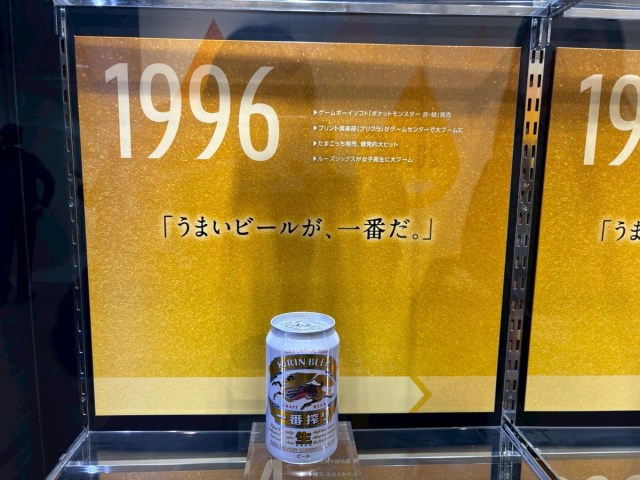 1996
▶ゲームボーイソフト「ポケットモンスター 赤・緑」発売
▶プリント倶楽部(プリクラ)がゲームセンターで大ブームに
▶たまごっち発売、爆発的大ヒット
▶ルーズソックスが女子高生に大ブーム
「うまいビールが、一番だ。」
19
「うま
KIRIN BEER
一番搾り
生
ビール